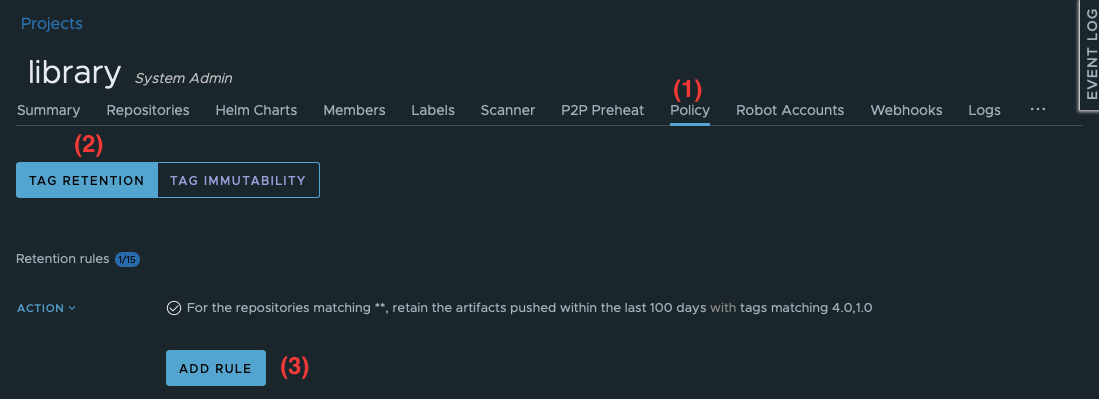 Projects
EVENT LOG
library System Admin
(1)
Summary Repositories Helm Charts Members Labels Scanner P2P Preheat Policy Robot Accounts Webhooks Logs ...
(2)
TAG RETENTION TAG IMMUTABILITY
Retention rules 1/15
ACTION For the repositories matching **, retain the artifacts pushed within the last 100 days with tags matching 4.0,1.0
ADD RULE (3)